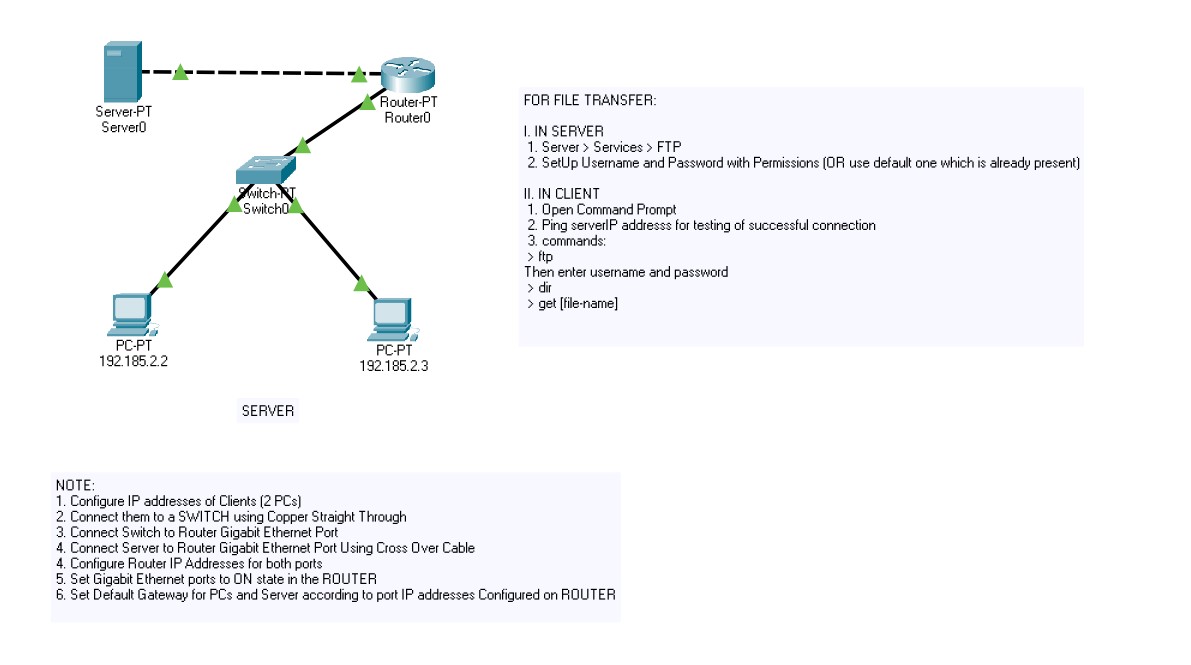 Server-PT
Server0
Router-PT
Router0
Switch-PT
Switch0
PC-PT
192.185.2.2
PC-PT
192.185.2.3
SERVER
FOR FILE TRANSFER:
I. IN SERVER
1. Server > Services > FTP
2. SetUp Username and Password with Permissions (OR use default one which is already present)
II. IN CLIENT
1. Open Command Prompt
2. Ping serverIP addresss for testing of successful connection
3. commands:
> ftp
Then enter username and password
> dir
> get [file-name]
NOTE:
1. Configure IP addresses of Clients (2 PCs)
2. Connect them to a SWITCH using Copper Straight Through
3. Connect Switch to Router Gigabit Ethernet Port
4. Connect Server to Router Gigabit Ethernet Port Using Cross Over Cable
4. Configure Router IP Addresses for both ports
5. Set Gigabit Ethernet ports to ON state in the ROUTER
6. Set Default Gateway for PCs and Server according to port IP addresses Configured on ROUTER